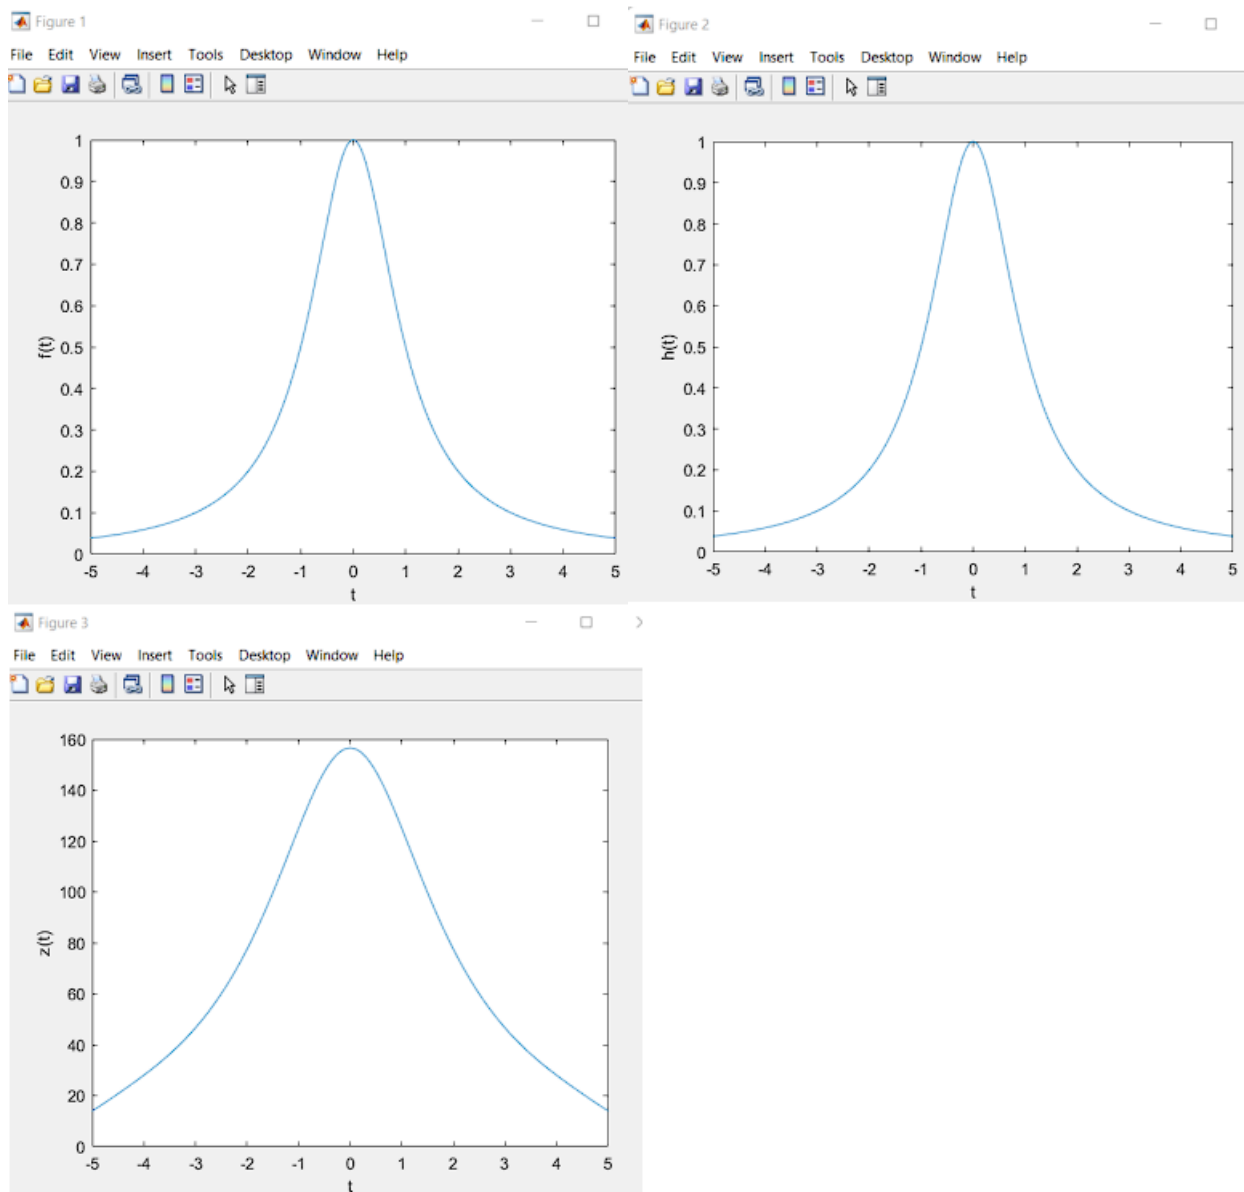 Figure 1
File Edit View Insert Tools Desktop Window Help
1
0.9
0.8
0.7
0.6
0.5
0.4
0.3
0.2
0.1
0
f(t)
-5 -4 -3 -2 -1 0 1 2 3 4 5
t
Figure 2
File Edit View Insert Tools Desktop Window Help
1
0.9
0.8
0.7
0.6
0.5
0.4
0.3
0.2
0.1
0
h(t)
-5 -4 -3 -2 -1 0 1 2 3 4 5
t
Figure 3
File Edit View Insert Tools Desktop Window Help
160
140
120
100
80
60
40
20
0
z(t)
-5 -4 -3 -2 -1 0 1 2 3 4 5
t